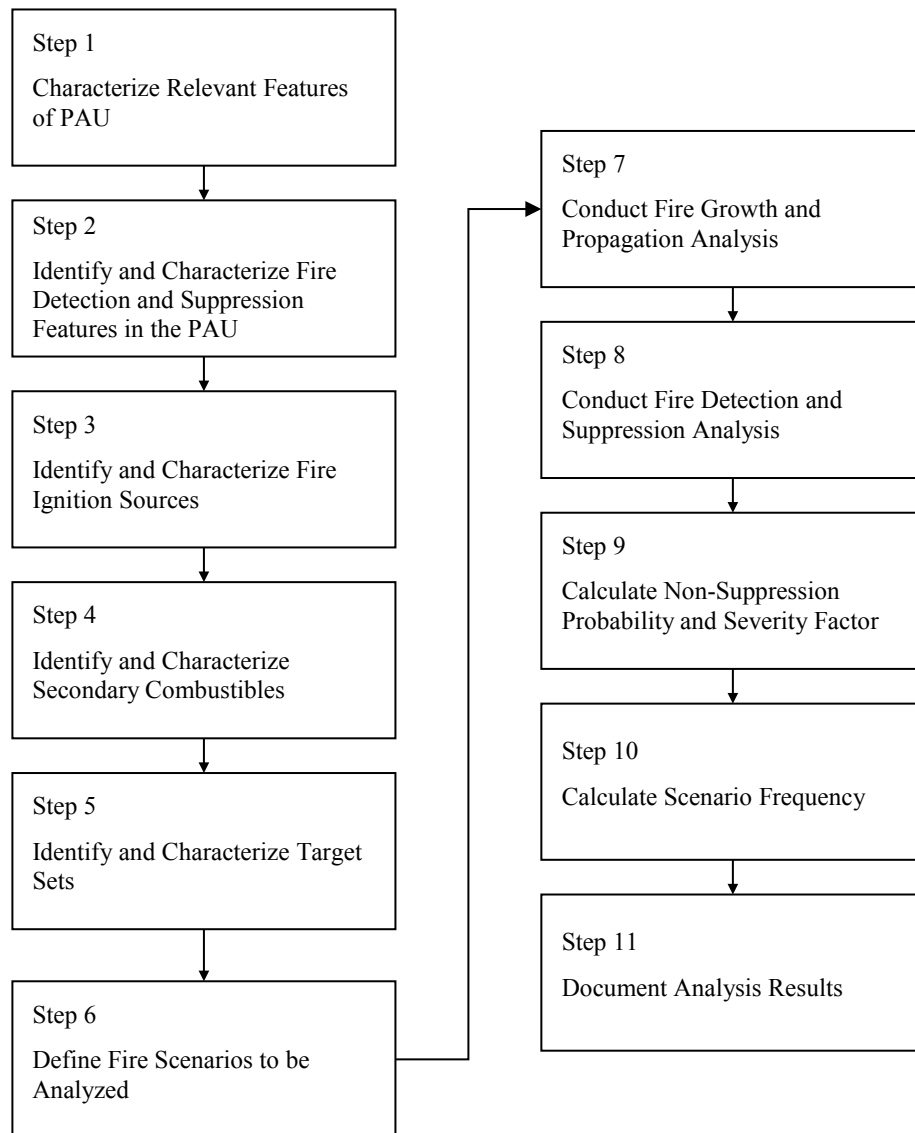 Step 1
Characterize Relevant Features
of PAU
Step 2
Identify and Characterize Fire
Detection and Suppression
Features in the PAU
Step 3
Identify and Characterize Fire
Ignition Sources
Step 4
Identify and Characterize
Secondary Combustibles
Step 5
Identify and Characterize Target
Sets
Step 6
Define Fire Scenarios to be
Analyzed
Step 7
Conduct Fire Growth and
Propagation Analysis
Step 8
Conduct Fire Detection and
Suppression Analysis
Step 9
Calculate Non-Suppression
Probability and Severity Factor
Step 10
Calculate Scenario Frequency
Step 11
Document Analysis Results